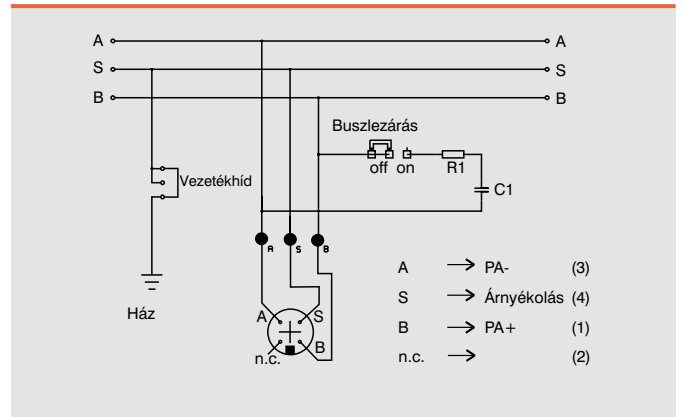 A A
S S
B B
Buszlezárás
off on R1
C1
Vezetékhíd
A S B
Ház
A S
n.c. B
A → PA- (3)
S → Árnyékolás (4)
B → PA+ (1)
n.c. → (2)